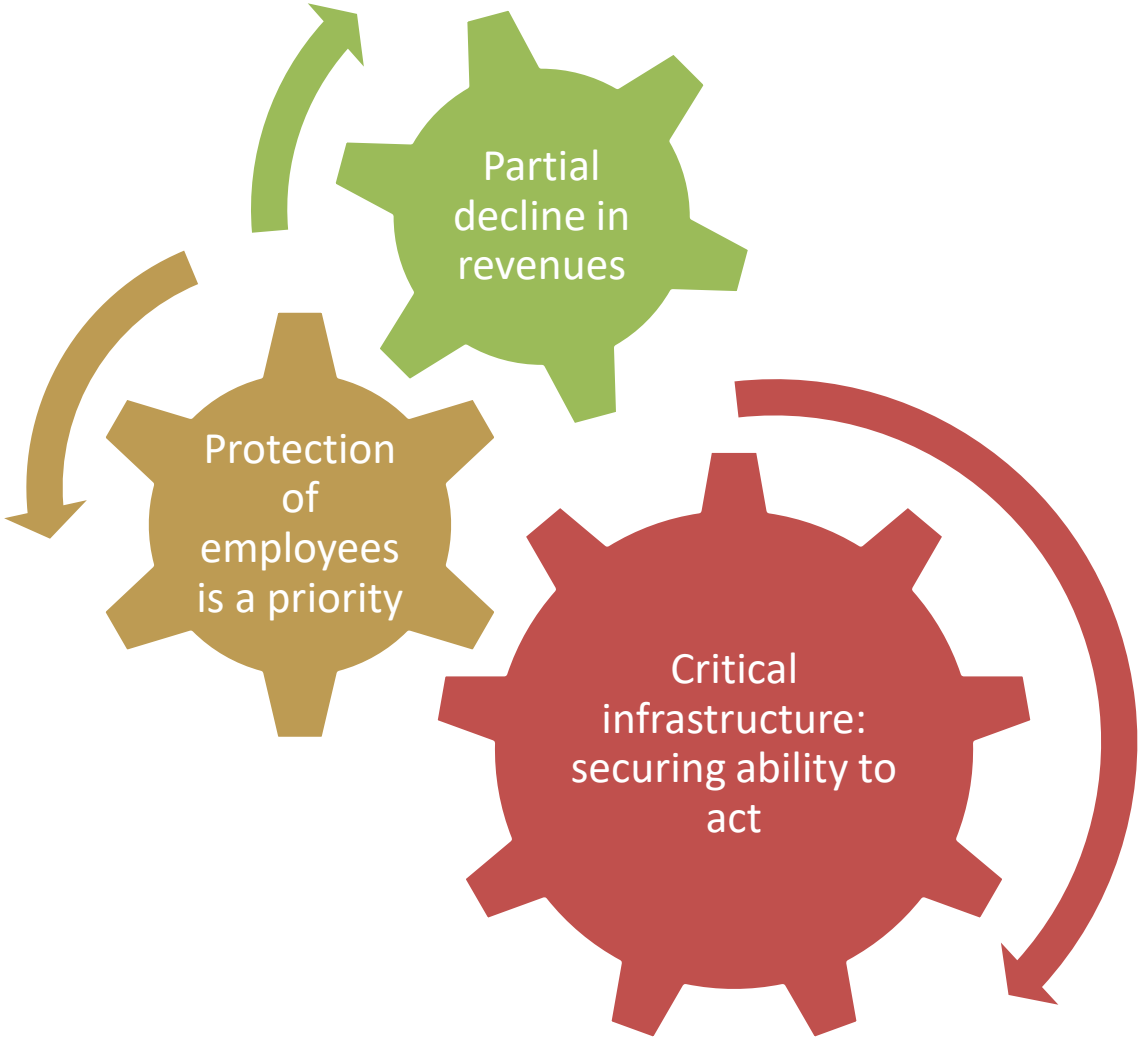 Partial
decline in
revenues
Protection
of
employees
is a priority
Critical
infrastructure:
securing ability to
act